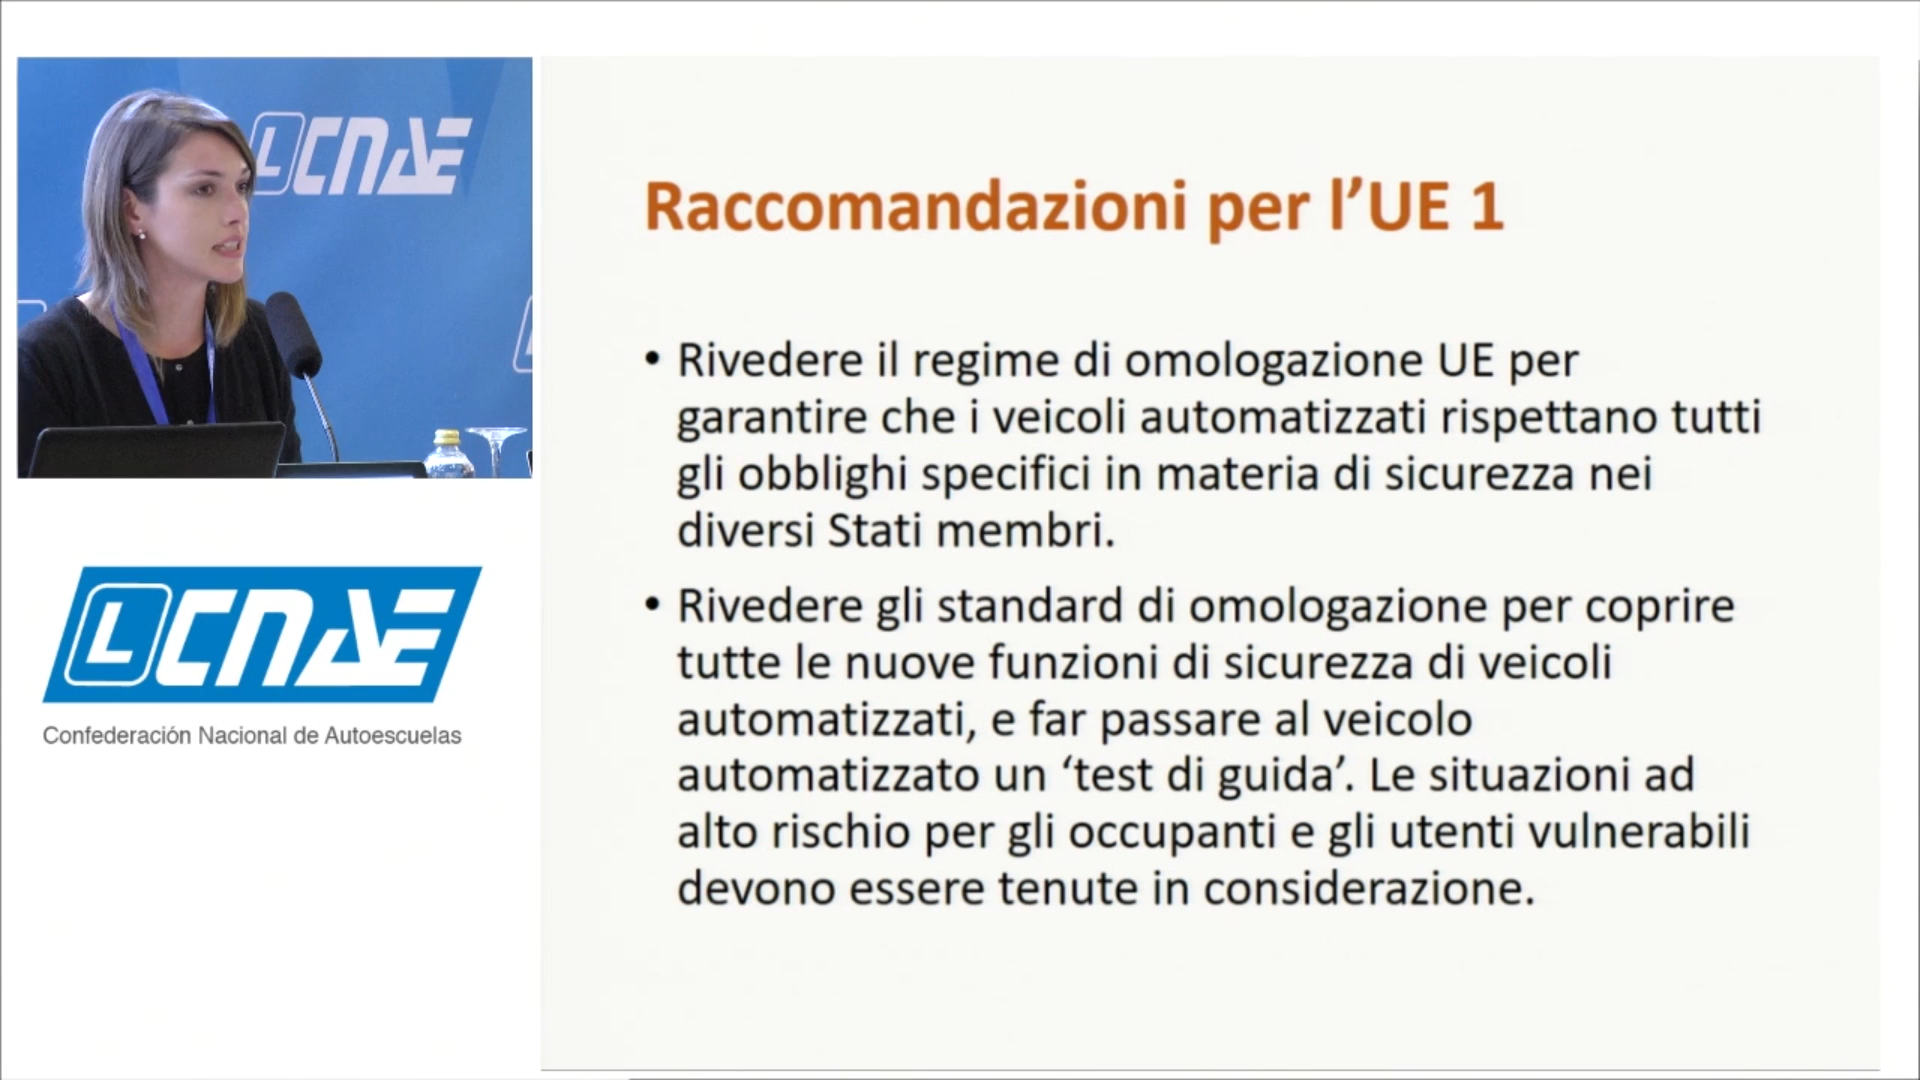 LCNAE
Raccomandazioni per l’UE 1
• Rivedere il regime di omologazione UE per
garantire che i veicoli automatizzati rispettano tutti
gli obblighi specifici in materia di sicurezza nei
diversi Stati membri.
• Rivedere gli standard di omologazione per coprire
tutte le nuove funzioni di sicurezza di veicoli
automatizzati, e far passare al veicolo
automatizzato un ‘test di guida’. Le situazioni ad
alto rischio per gli occupanti e gli utenti vulnerabili
devono essere tenute in considerazione.
LCNAE
Confederación Nacional de Autoescuelas